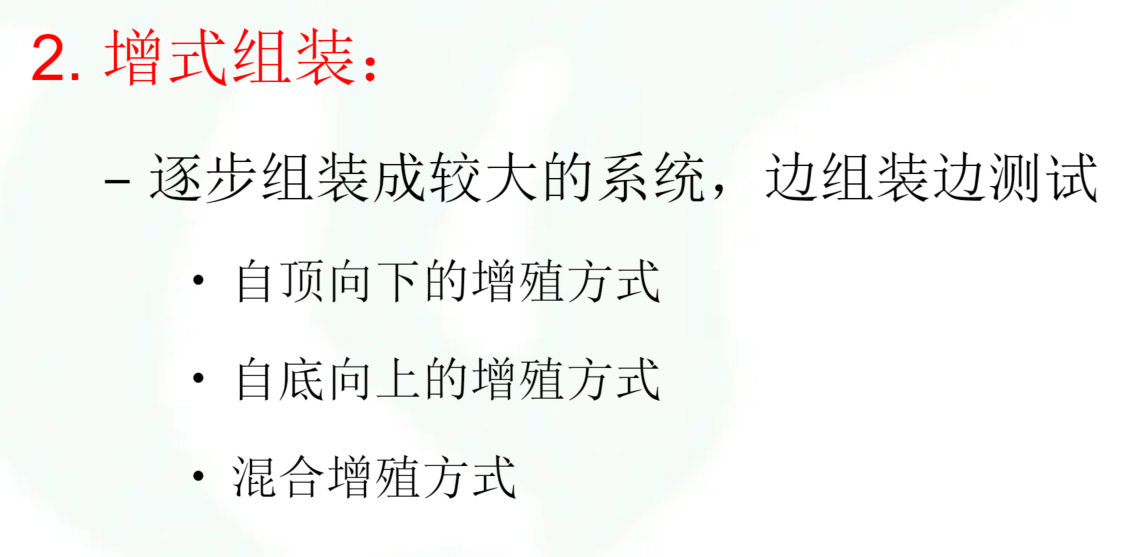 2. 增式组装：
– 逐步组装成较大的系统，边组装边测试
• 自顶向下的增殖方式
• 自底向上的增殖方式
• 混合增殖方式